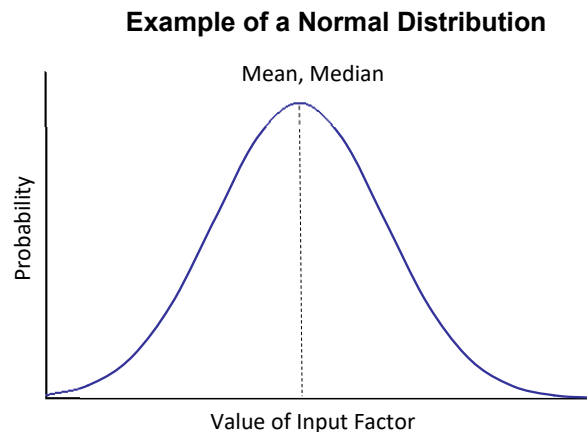 Example of a Normal Distribution
Mean, Median
Probability
Value of Input Factor